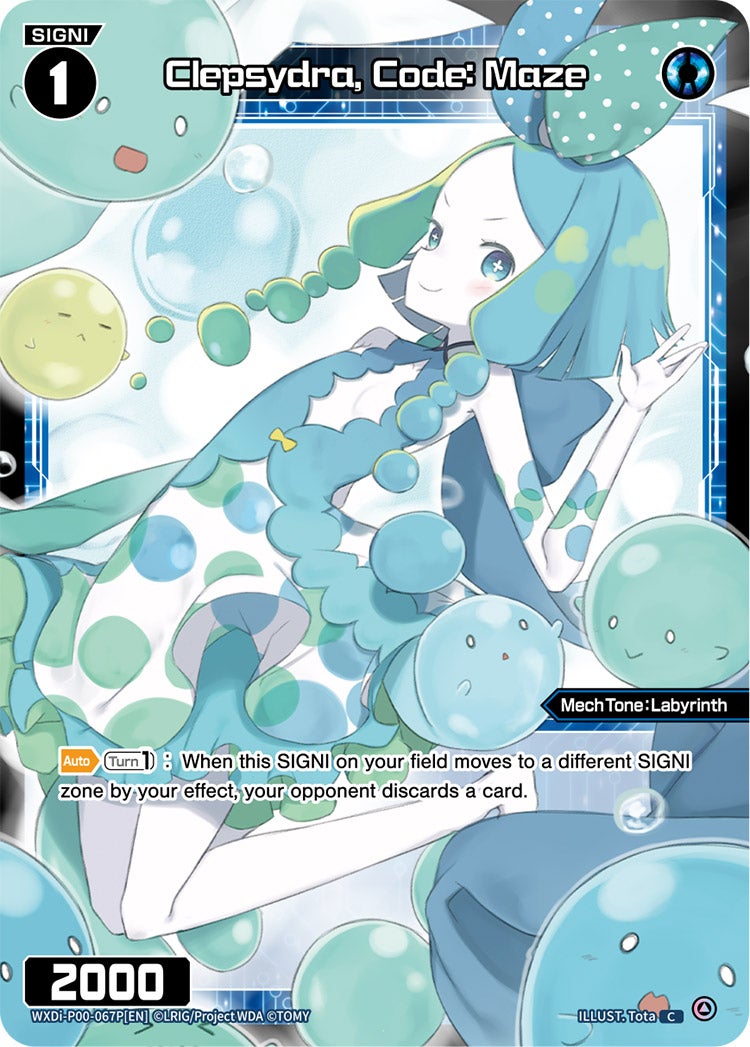 SIGNI
1
Clepsydra, Code: Maze
MechTone:Labyrinth
Auto Turn 1 : When this SIGNI on your field moves to a different SIGNI
zone by your effect, your opponent discards a card.
2000
WXDi-P00-067P[EN] ©LRIG/Project WDA ©TOMY
ILLUST. Tota C